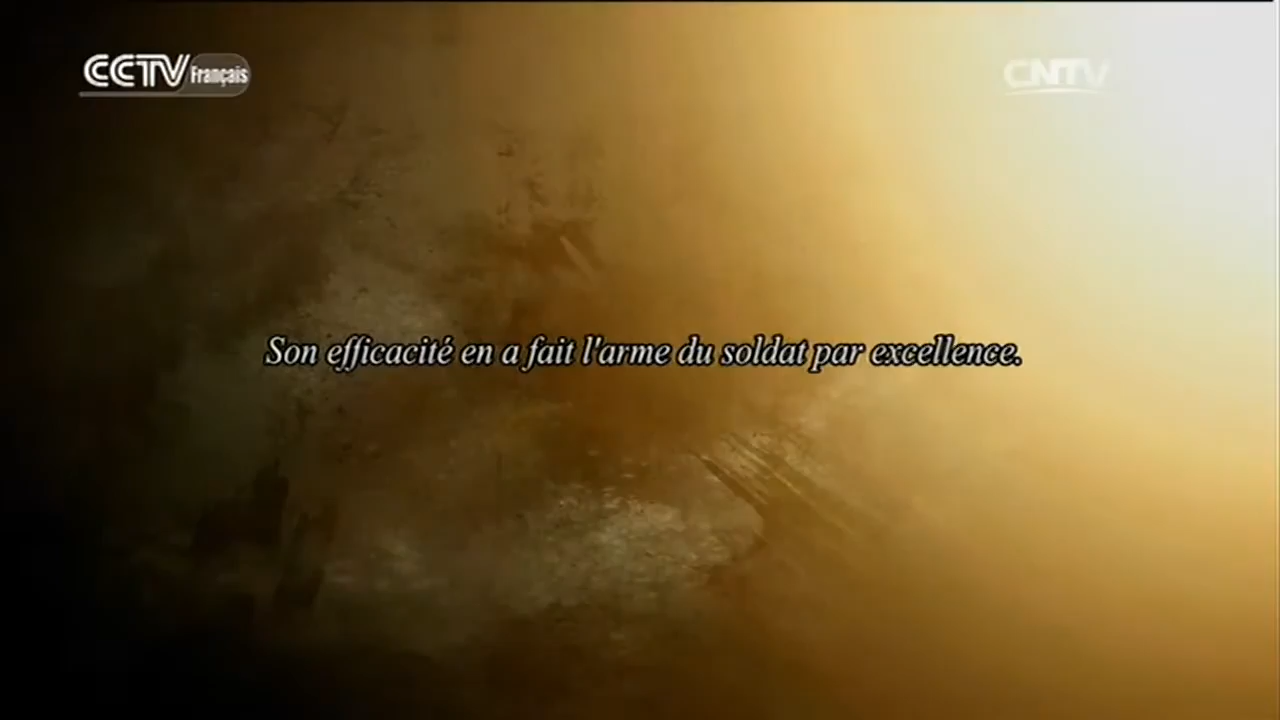 CCTV Français
CNTV
Son efficacité en a fait l'arme du soldat par excellence.